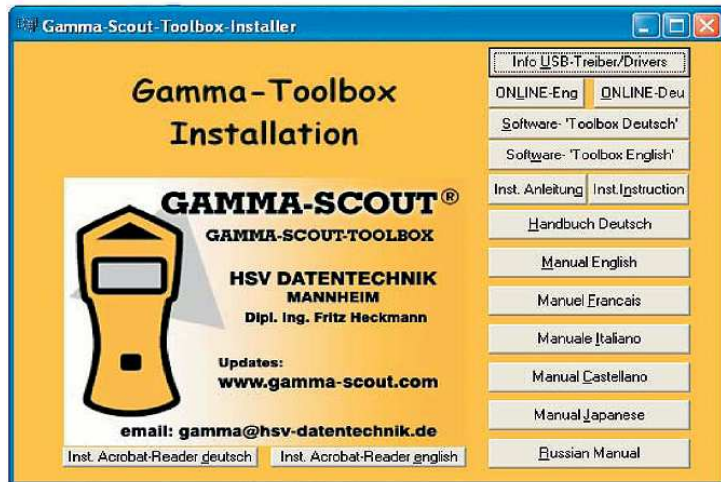 Gamma-Scout-Toolbox-Installer
Gamma-Toolbox
Installation
GAMMA-SCOUT®
GAMMA-SCOUT-TOOLBOX
HSV DATENTECHNIK
MANNHEIM
Dipl. Ing. Fritz Heckmann
Updates:
www.gamma-scout.com
email: gamma@hsv-datentechnik.de
Inst. Acrobat-Reader deutsch
Inst. Acrobat-Reader english
Info USB-Treiber/Drivers
ONLINE-Eng
ONLINE-Deu
Software- 'Toolbox Deutsch'
Software- 'Toolbox English'
Inst. Anleitung
Inst.Instruction
Handbuch Deutsch
Manual English
Manuel Francais
Manuale Italiano
Manual Castellano
Manual Japanese
Russian Manual